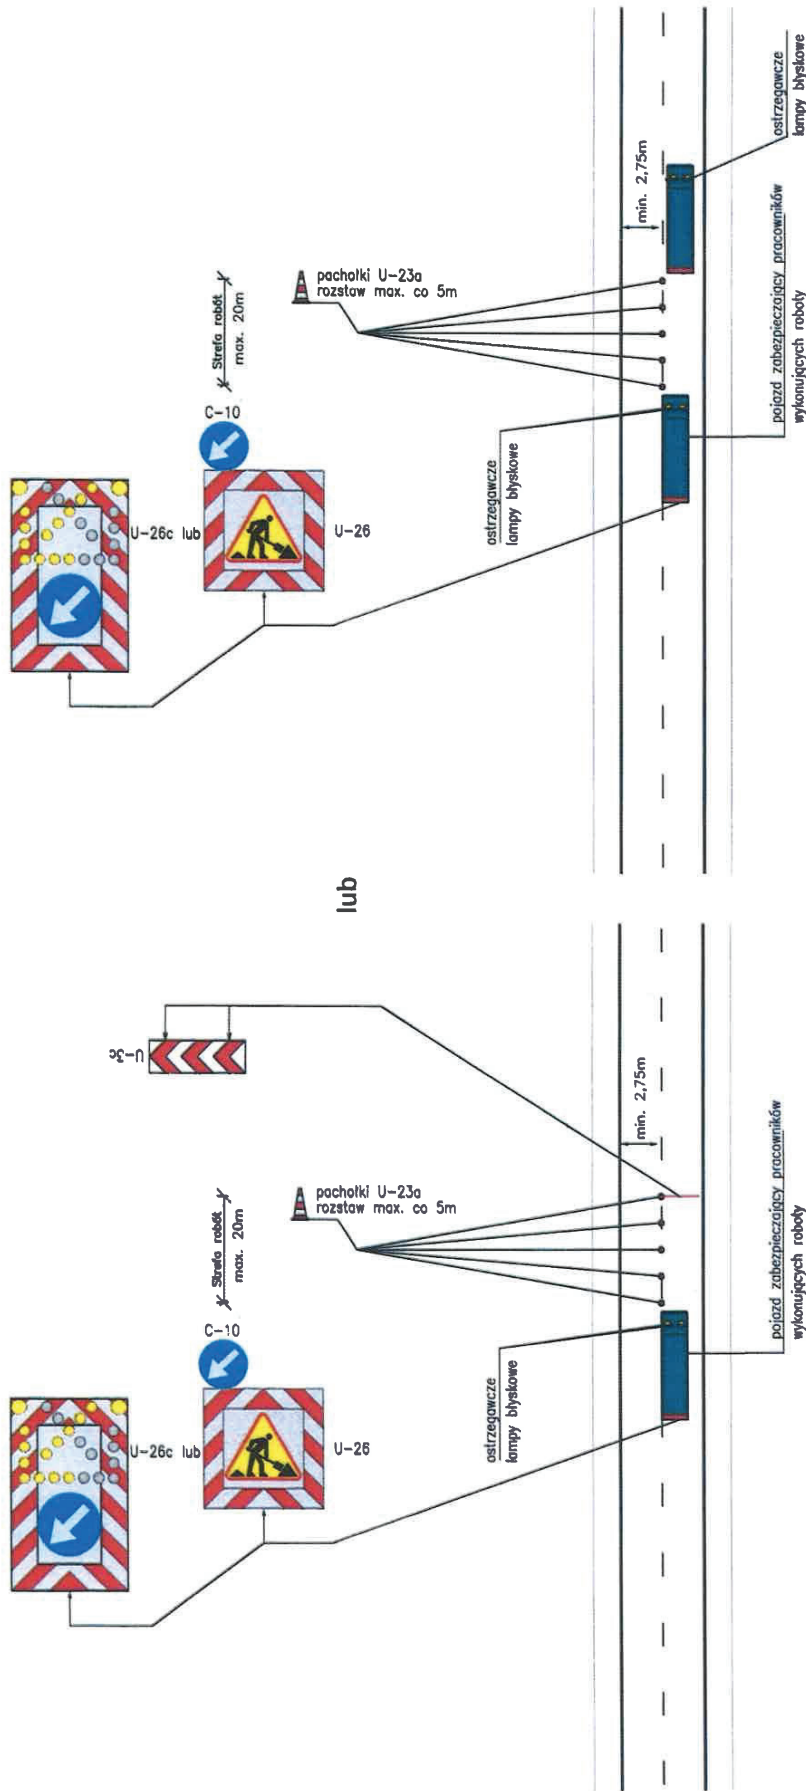 U-26c lub
C-10
U-26
Strefa robót
max. 20m
pachołki U-23a
rozstaw max. co 5m
ostrzegawcze
lampy błyskowe
min. 2,75m
pojazd zabezpieczający pracowników
wykonujących roboty
ostrzegawcze
lampy błyskowe
lub
U-3c
U-26c lub
C-10
U-26
Strefa robót
max. 20m
pachołki U-23a
rozstaw max. co 5m
ostrzegawcze
lampy błyskowe
min. 2,75m
pojazd zabezpieczający pracowników
wykonujących roboty